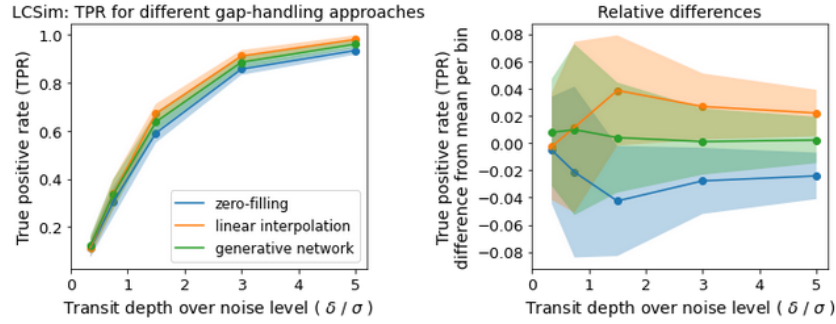 LCSim: TPR for different gap-handling approaches
True positive rate (TPR)
1.0
0.8
0.6
0.4
0.2
zero-filling
linear interpolation
generative network
0
1
2
3
4
5
Transit depth over noise level ( δ / σ )
Relative differences
True positive rate (TPR)
difference from mean per bin
0.08
0.06
0.04
0.02
0.00
−0.02
−0.04
−0.06
−0.08
0
1
2
3
4
5
Transit depth over noise level ( δ / σ )